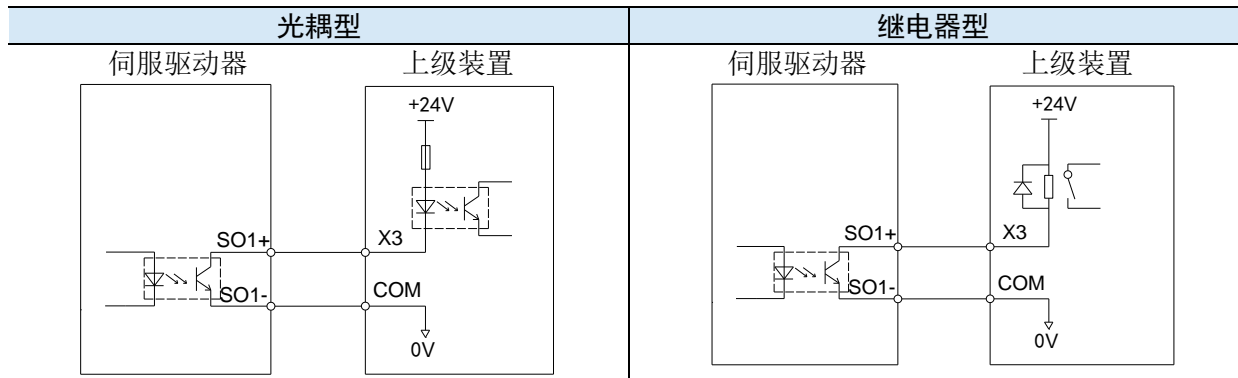 光耦型
继电器型
伺服驱动器
上级装置
+24V
SO1+
X3
SO1-
COM
0V
伺服驱动器
上级装置
+24V
SO1+
X3
SO1-
COM
0V